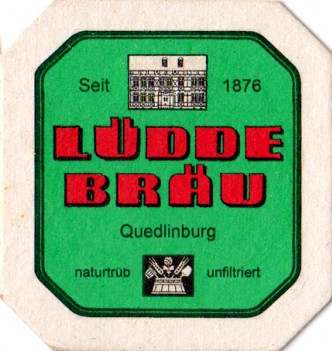 Seit 1876
LÜDDE
BRÄU
Quedlinburg
naturtrüb unfiltriert